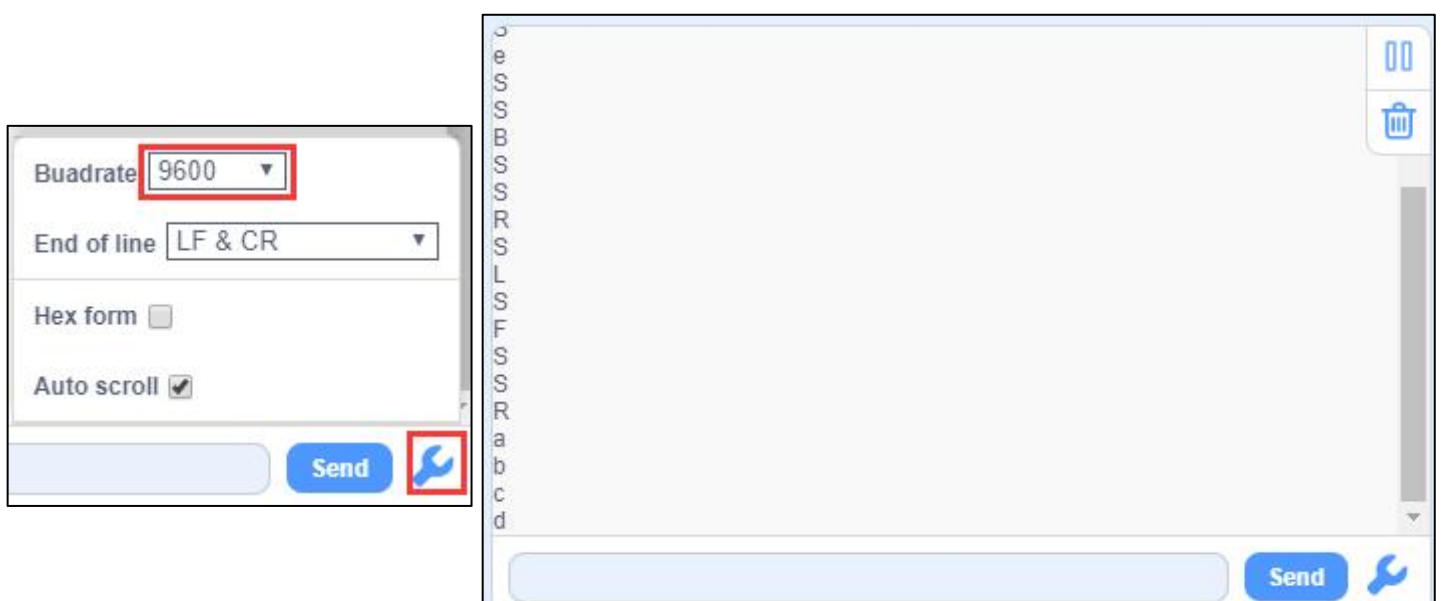 Buadrate 9600
End of line LF & CR
Hex form
Auto scroll
Send
e
S
S
B
S
S
R
S
L
S
F
S
S
R
a
b
c
d
Send